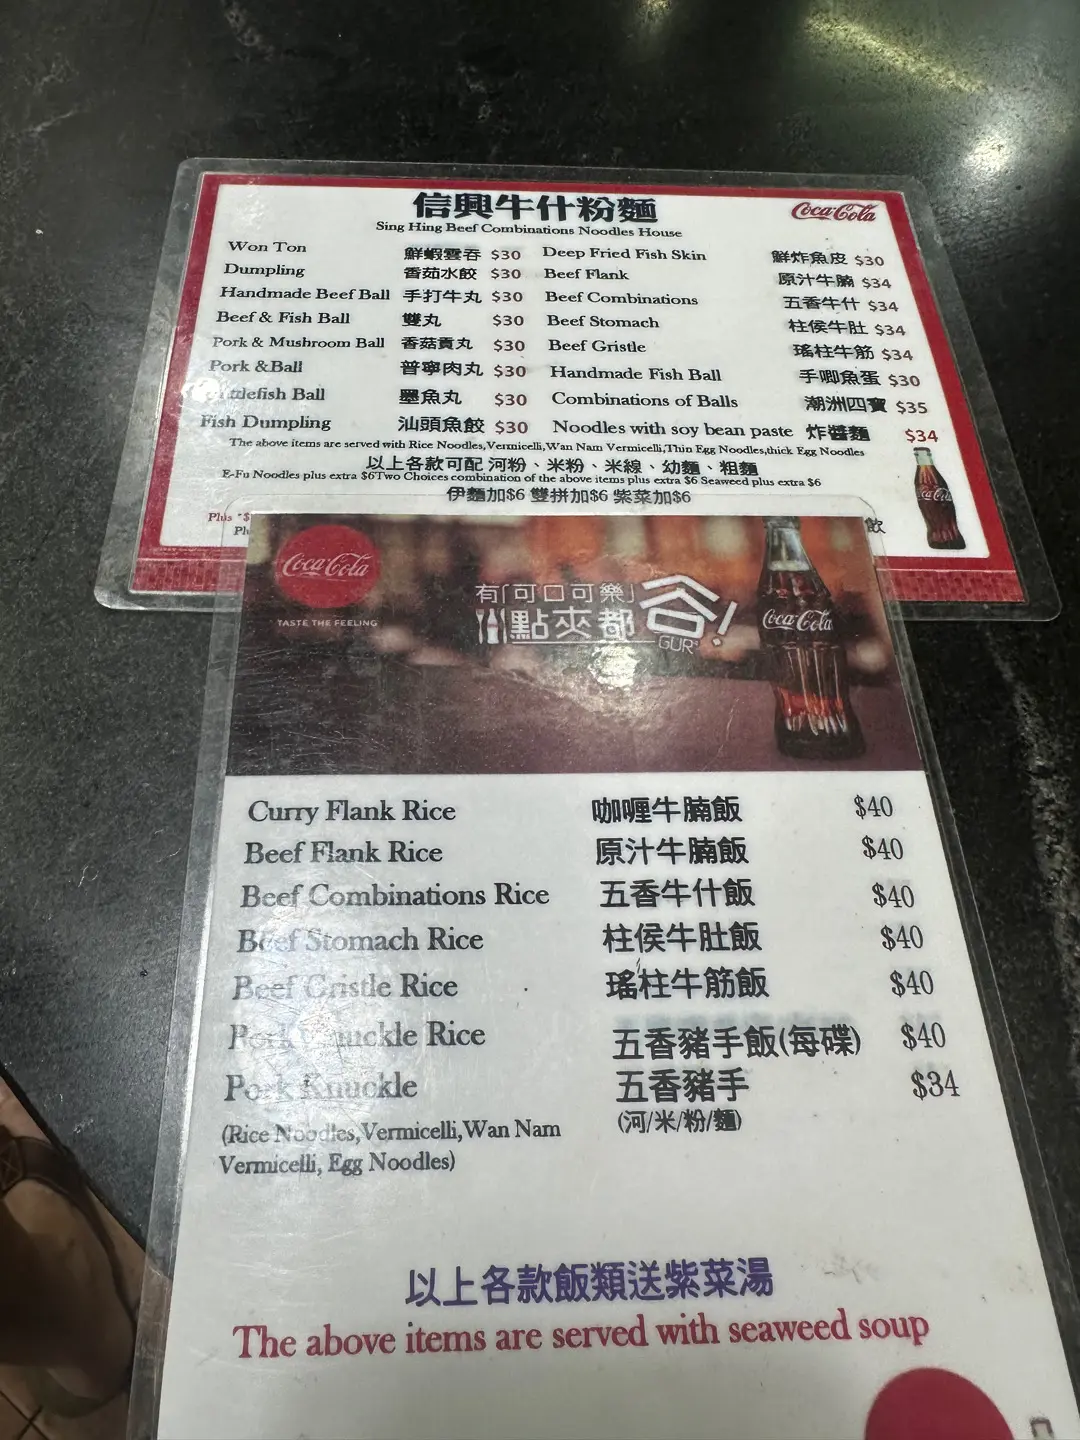 信興牛什粉麵
Coca-Cola
Sing Hing Beef Combinations Noodles House
Won Ton 鮮蝦雲吞 $30 Deep Fried Fish Skin 鮮炸魚皮 $30
Dumpling 香茹水餃 $30 Beef Flank 原汁牛腩 $34
Handmade Beef Ball 手打牛丸 $30 Beef Combinations 五香牛什 $34
Beef & Fish Ball 雙丸 $30 Beef Stomach 柱侯牛肚 $34
Pork & Mushroom Ball 香菇貢丸 $30 Beef Gristle 瑤柱牛筋 $34
Pork &Ball 普寧肉丸 $30 Handmade Fish Ball 手唧魚蛋 $30
Ball 墨魚丸 $30 Combinations of Balls 潮洲四寶 $35
Fish Dumpling 汕頭魚餃 $30 Noodles with soy bean paste 炸醬麵 $34
The above items are served with Rice Noodles,Vermicelli,Wan Nam Vermicelli,Thin Egg Noodles,thick Egg Noodles
以上各款可配 河粉、米粉、米線、幼麵、粗麵
E-Fu Noodles plus extra $6Two Choices combination of the above items plus extra $6 Seaweed plus extra $6
伊麵加$6 雙拼加$6 紫菜加$6
Coca-Cola
Plus
飲
Coca-Cola
TASTE THE FEELING
有「可口可樂」
點夾都谷!
GUR
Coca-Cola
Curry Flank Rice 咖喱牛腩飯 $40
Beef Flank Rice 原汁牛腩飯 $40
Beef Combinations Rice 五香牛什飯 $40
Beef Stomach Rice 柱侯牛肚飯 $40
Beef Gristle Rice 瑤柱牛筋飯 $40
Pork Knuckle Rice 五香豬手飯(每碟) $40
Pork Knuckle 五香豬手 $34
(Rice Noodles,Vermicelli,Wan Nam (河/米/粉/麵)
Vermicelli, Egg Noodles)
以上各款飯類送紫菜湯
The above items are served with seaweed soup